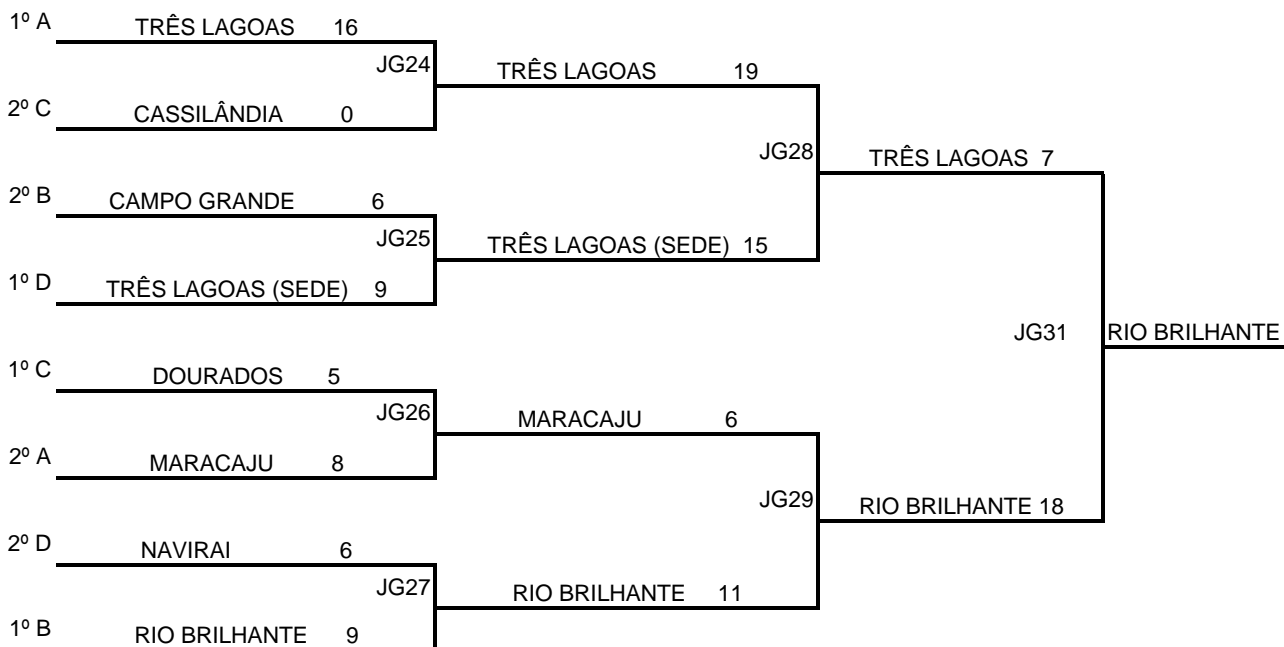 1º A TRÊS LAGOAS 16
JG24 TRÊS LAGOAS 19
2º C CASSILÂNDIA 0
JG28 TRÊS LAGOAS 7
2º B CAMPO GRANDE 6
JG25 TRÊS LAGOAS (SEDE) 15
1º D TRÊS LAGOAS (SEDE) 9
JG31 RIO BRILHANTE
1º C DOURADOS 5
JG26 MARACAJU 6
2º A MARACAJU 8
JG29 RIO BRILHANTE 18
2º D NAVIRAI 6
JG27 RIO BRILHANTE 11
1º B RIO BRILHANTE 9